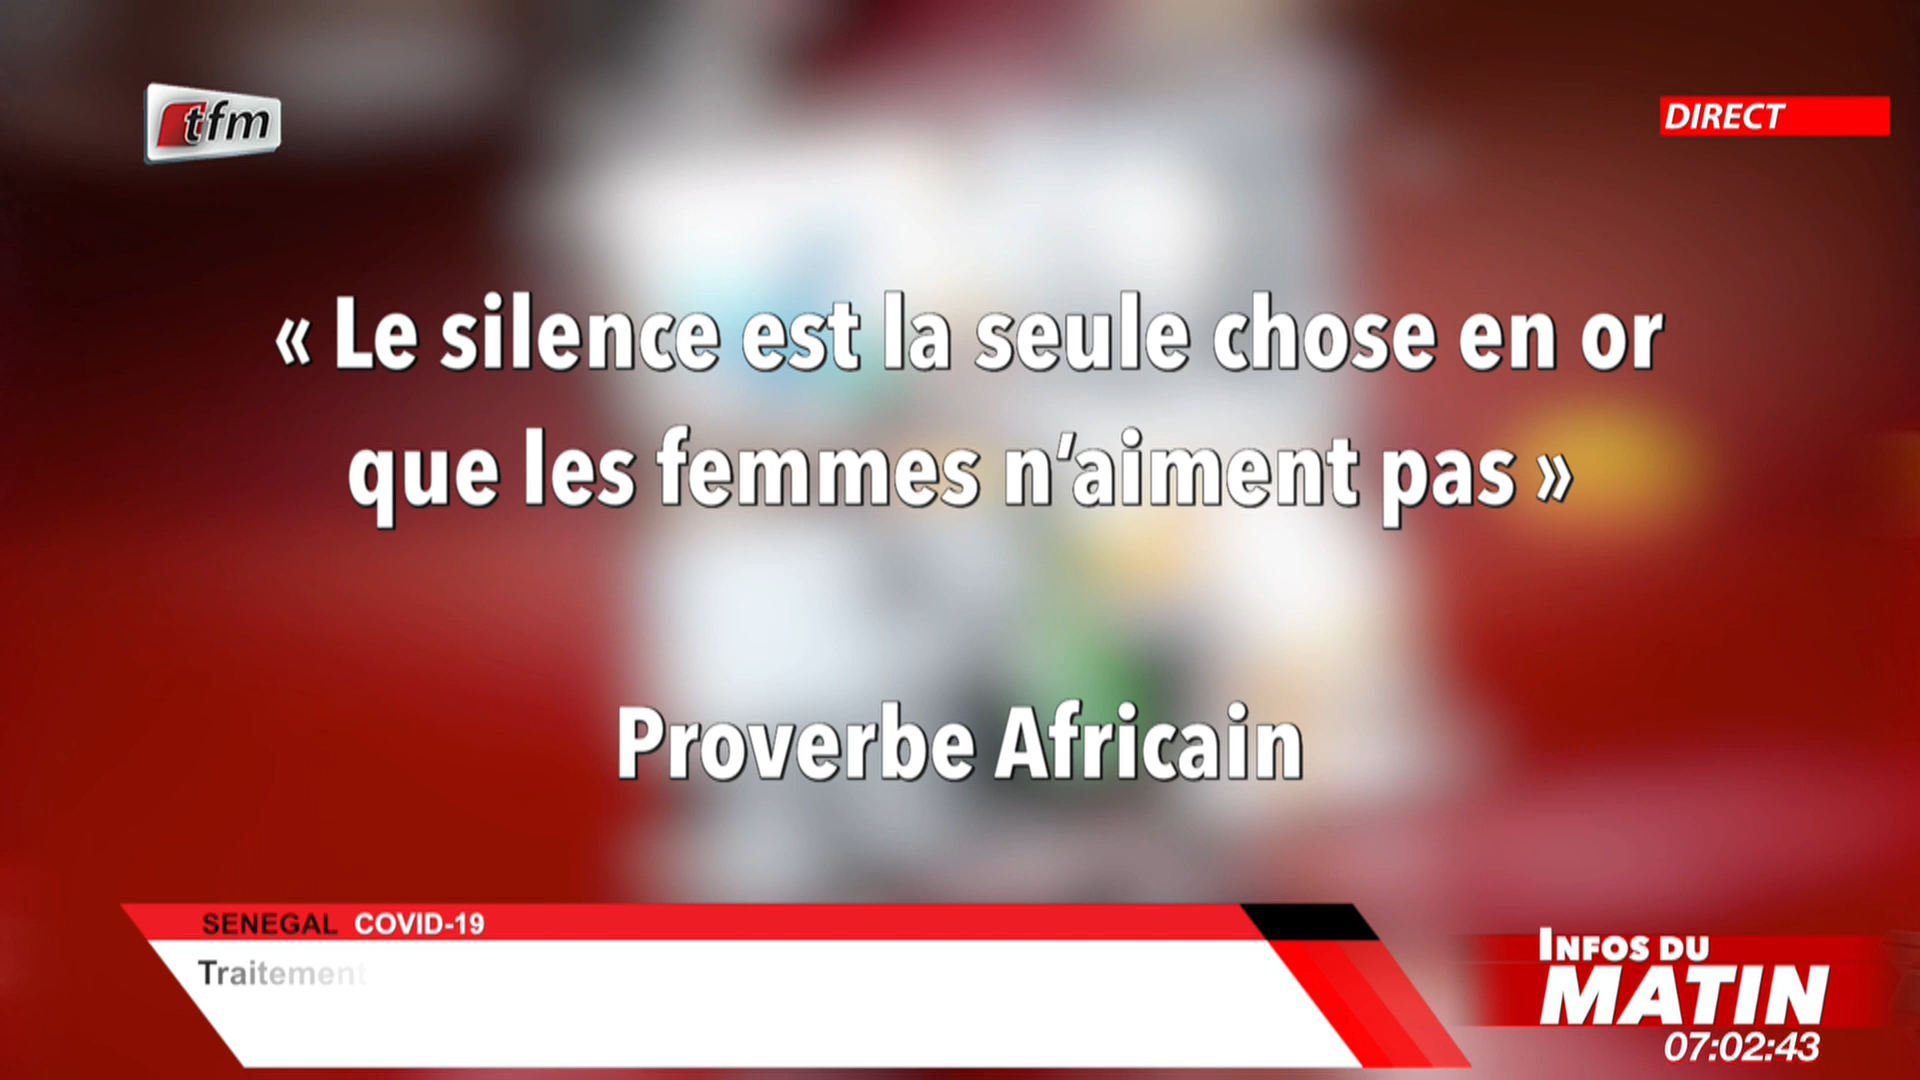 tfm
DIRECT
« Le silence est la seule chose en or
que les femmes n’aiment pas »
Proverbe Africain
SENEGAL COVID-19
Traitement
INFOS DU
MATIN
07:02:43